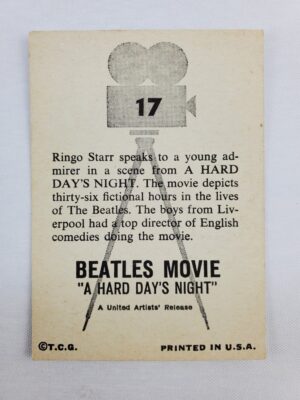 17
Ringo Starr speaks to a young ad-
mirer in a scene from A HARD
DAY'S NIGHT. The movie depicts
thirty-six fictional hours in the lives
of The Beatles. The boys from Liv-
erpool had a top director of English
comedies doing the movie.
BEATLES MOVIE
"A HARD DAY'S NIGHT"
A United Artists' Release
©T.C.G.
PRINTED IN U.S.A.